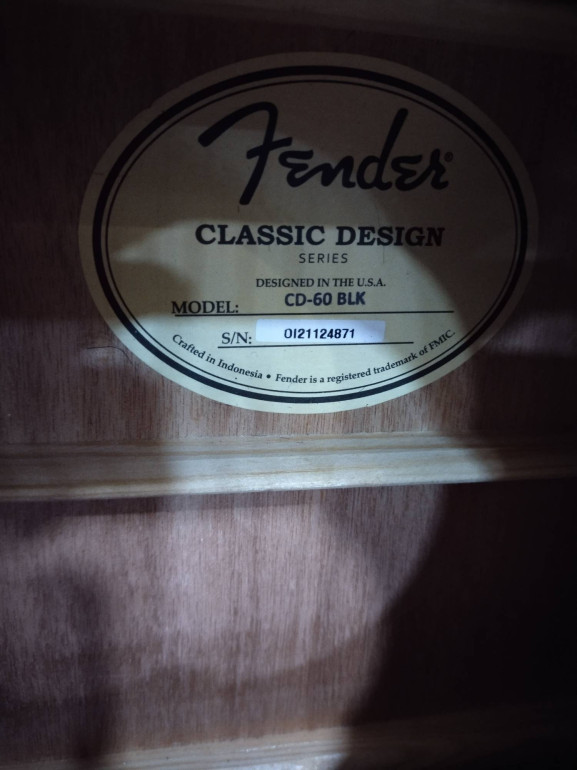 Fender®
CLASSIC DESIGN
SERIES
DESIGNED IN THE U.S.A.
MODEL: CD-60 BLK
S/N: OI21124871
Crafted in Indonesia • Fender is a registered trademark of FMIC.